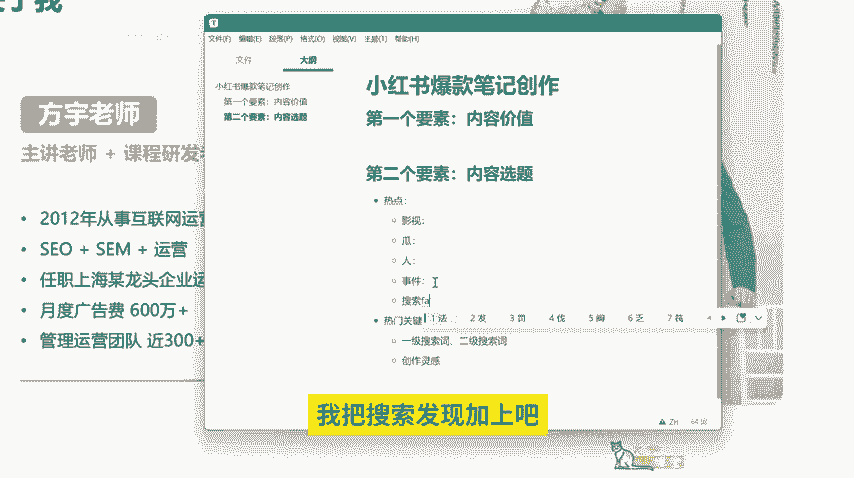 关于我
方宇老师
主讲老师 + 课程研发
• 2012年从事互联网运营
• SEO + SEM + 运营
• 任职上海某龙头企业运
• 月度广告费 600万+
• 管理运营团队 近300+
文件(F) 编辑(E) 段落(P) 格式(O) 视图(V) 主题(T) 帮助(H)
文件 大纲
小红书爆款笔记创作
第一个要素：内容价值
第二个要素：内容选题
小红书爆款笔记创作
第一个要素：内容价值
第二个要素：内容选题
• 热点：
◦ 影视：
◦ 瓜：
◦ 人：
◦ 事件：
◦ 搜索fa
1 法 2 发 3 罚 4 伐 5 阀 6 乏 7 筏
• 热门关键
◦ 一级搜索词、二级搜索词
◦ 创作灵感
我把搜索发现加上吧
ZH 64 词